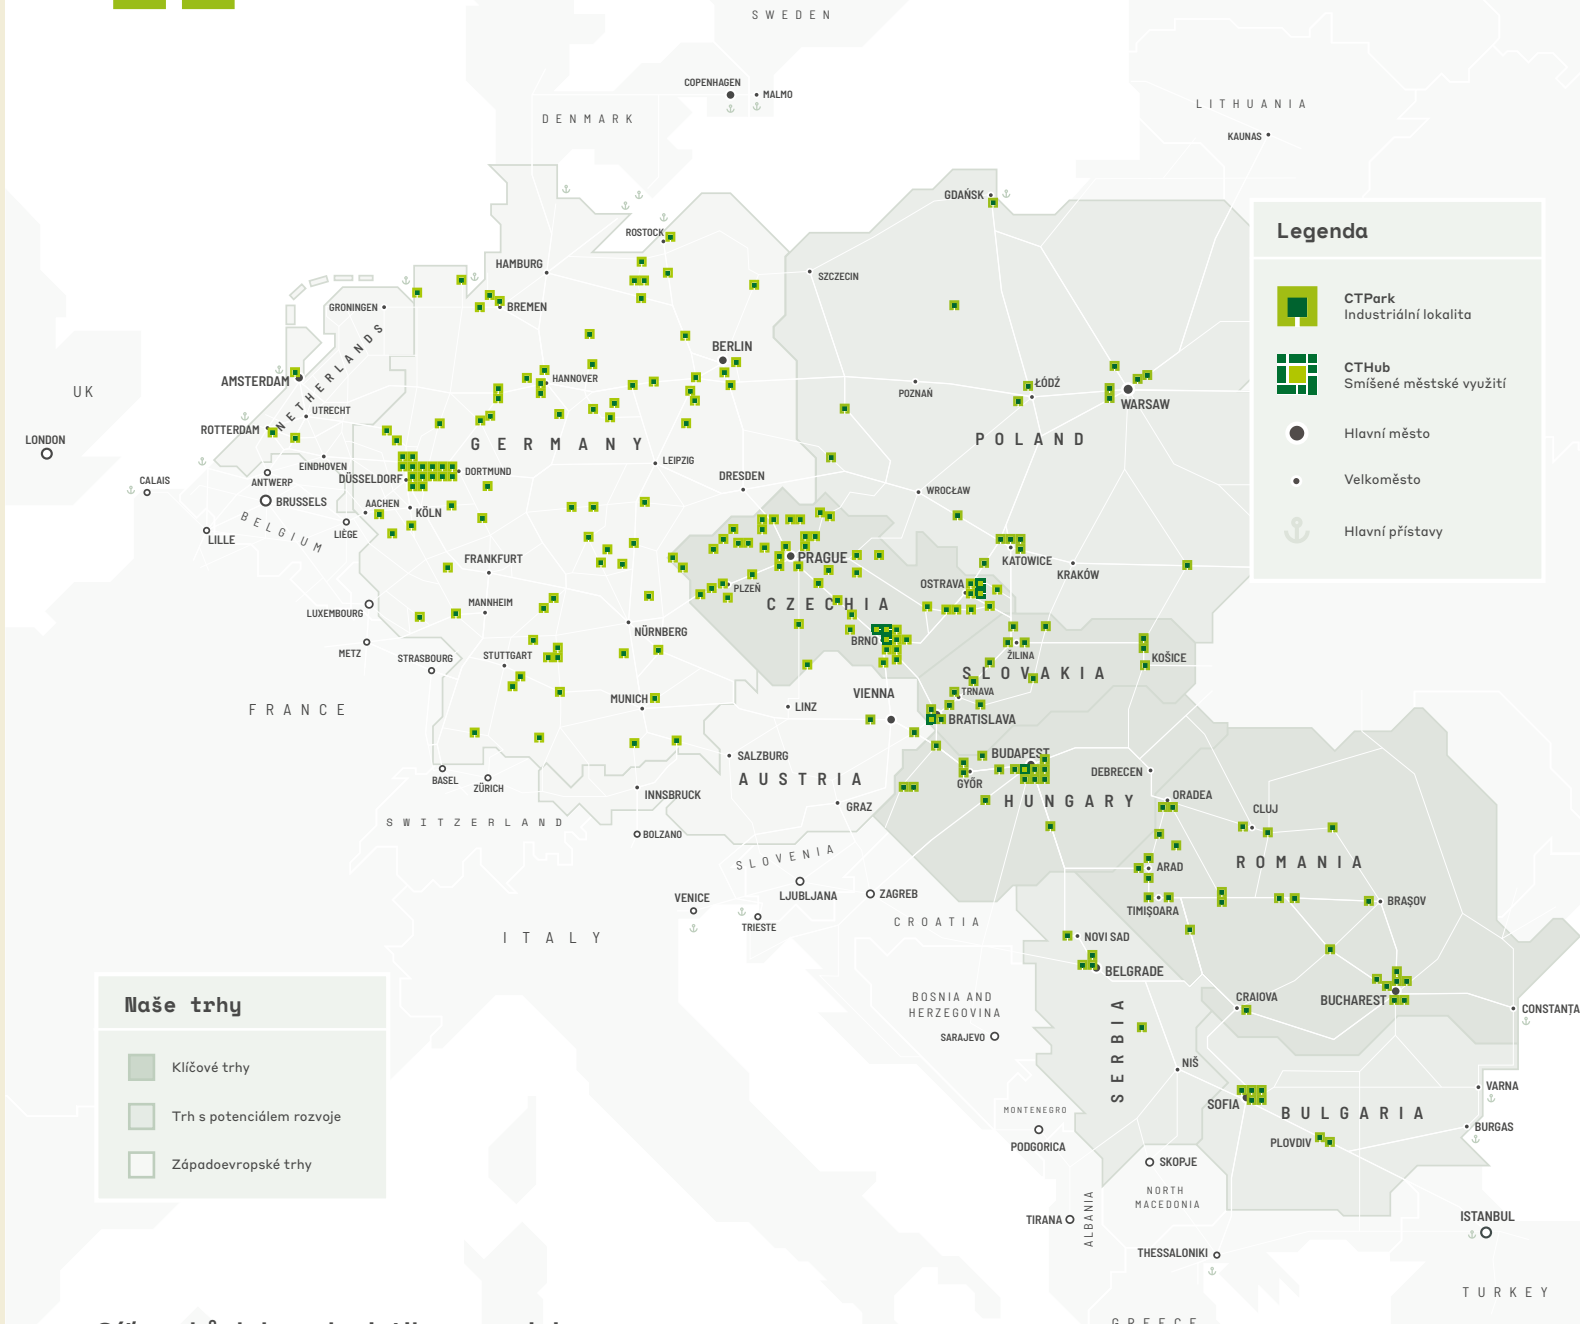 SWEDEN
COPENHAGEN
MALMO
LITHUANIA
DENMARK
KAUNAS
GDAŃSK
ROSTOCK
Legenda
HAMBURG
SZCZECIN
CTPark
Industriální lokalita
GRONINGEN
BREMEN
BERLIN
CTHub
Smíšené městské využití
AMSTERDAM
NETHERLANDS
HANNOVER
ŁÓDŹ
UK
POZNAŃ
WARSAW
UTRECHT
ROTTERDAM
Hlavní město
LONDON
GERMANY
POLAND
EINDHOVEN
LEIPZIG
DORTMUND
CALAIS
ANTWERP
DÜSSELDORF
DRESDEN
Velkoměsto
WROCŁAW
BRUSSELS
AACHEN
KÖLN
BELGIUM
LIÈGE
LILLE
Hlavní přístavy
FRANKFURT
PRAGUE
KATOWICE
KRAKÓW
OSTRAVA
PLZEŇ
LUXEMBOURG
MANNHEIM
CZECHIA
NÜRNBERG
BRNO
METZ
STRASBOURG
STUTTGART
ŽILINA
KOŠICE
SLOVAKIA
MUNICH
VIENNA
TRNAVA
FRANCE
LINZ
BRATISLAVA
SALZBURG
BUDAPEST
BASEL
ZÜRICH
AUSTRIA
GYŐR
DEBRECEN
INNSBRUCK
GRAZ
HUNGARY
ORADEA
CLUJ
SWITZERLAND
BOLZANO
SLOVENIA
ROMANIA
ARAD
VENICE
LJUBLJANA
ZAGREB
TIMIȘOARA
BRAȘOV
TRIESTE
CROATIA
ITALY
NOVI SAD
BELGRADE
Naše trhy
BOSNIA AND
HERZEGOVINA
CRAIOVA
BUCHAREST
CONSTANȚA
SARAJEVO
SERBIA
Klíčové trhy
NIŠ
VARNA
Trh s potenciálem rozvoje
MONTENEGRO
SOFIA
BULGARIA
BURGAS
PODGORICA
PLOVDIV
Západoevropské trhy
SKOPJE
NORTH
MACEDONIA
TIRANA
ALBANIA
ISTANBUL
THESSALONIKI
TURKEY
GREECE